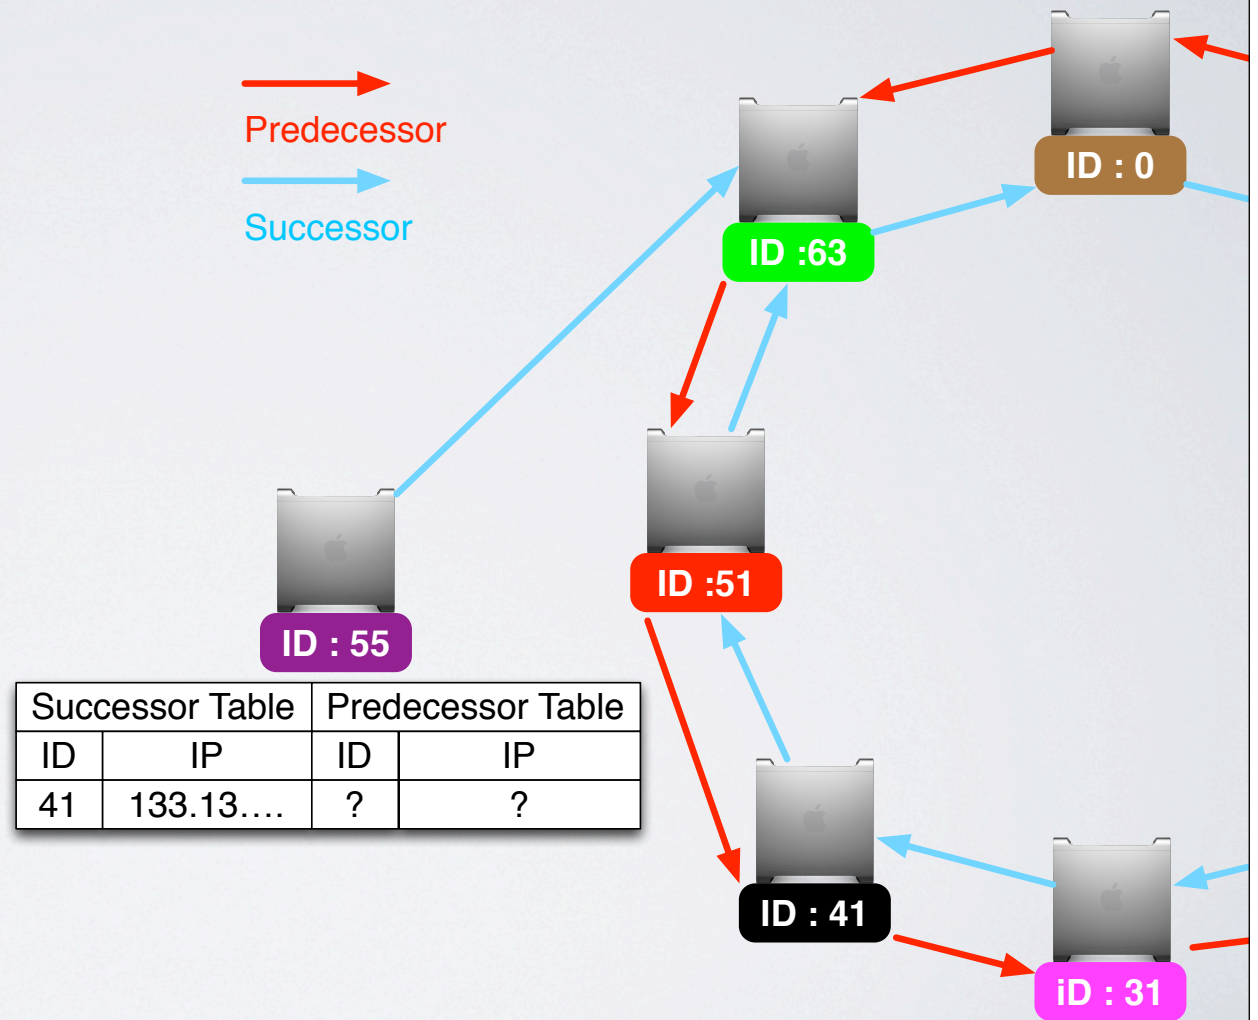 Predecessor
Successor
ID : 0
ID :63
ID :51
ID : 55
Successor Table Predecessor Table
ID IP ID IP
41 133.13.... ? ?
ID : 41
iD : 31